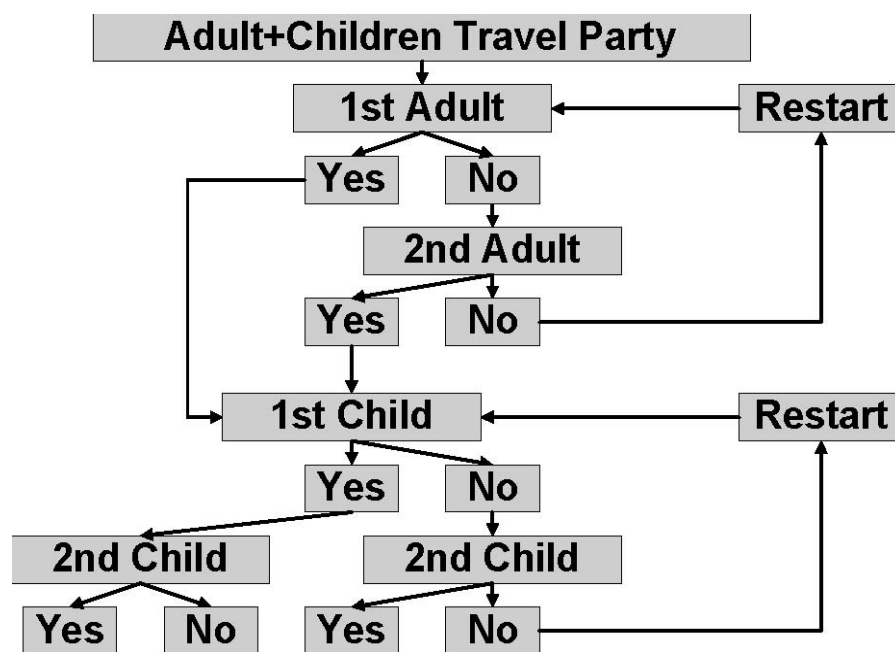 Adult+Children Travel Party
1st Adult
Restart
Yes
No
2nd Adult
Yes
No
1st Child
Restart
Yes
No
2nd Child
2nd Child
Yes
No
Yes
No